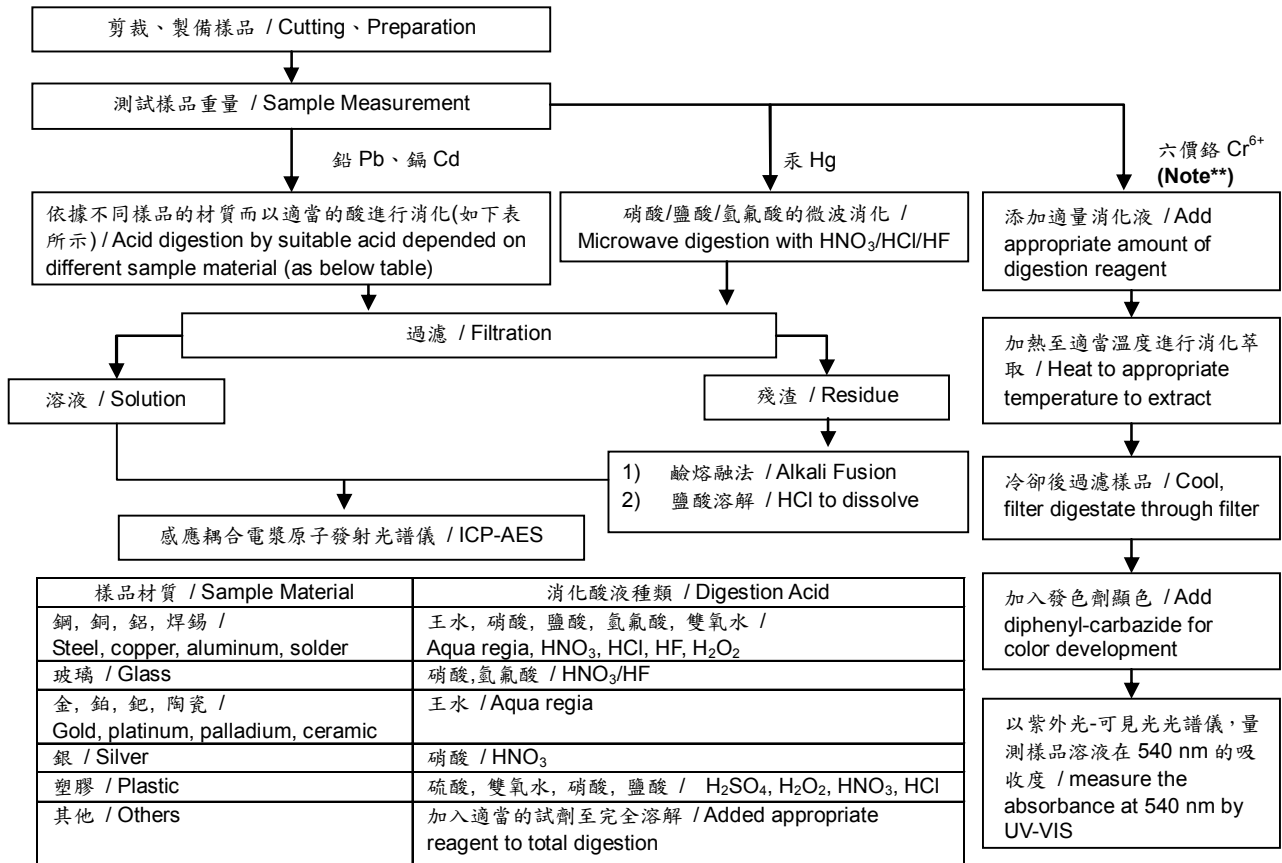 剪裁、製備樣品 / Cutting、Preparation
測試樣品重量 / Sample Measurement
鉛 Pb、鎘 Cd
汞 Hg
六價鉻 Cr⁶⁺
(Note**)
依據不同樣品的材質而以適當的酸進行消化(如下表
所示) / Acid digestion by suitable acid depended on
different sample material (as below table)
硝酸/鹽酸/氫氟酸的微波消化 /
Microwave digestion with HNO₃/HCl/HF
添加適量消化液 / Add
appropriate amount of
digestion reagent
過濾 / Filtration
加熱至適當溫度進行消化萃
取 / Heat to appropriate
temperature to extract
溶液 / Solution
殘渣 / Residue
1) 鹼熔融法 / Alkali Fusion
2) 鹽酸溶解 / HCl to dissolve
冷卻後過濾樣品 / Cool,
filter digestate through filter
感應耦合電漿原子發射光譜儀 / ICP-AES
加入發色劑顯色 / Add
diphenyl-carbazide for
color development
以紫外光-可見光光譜儀，量
測樣品溶液在 540 nm 的吸
收度 / measure the
absorbance at 540 nm by
UV-VIS
樣品材質 / Sample Material
消化酸液種類 / Digestion Acid
鋼, 銅, 鋁, 焊錫 /
Steel, copper, aluminum, solder
王水, 硝酸, 鹽酸, 氫氟酸, 雙氧水 /
Aqua regia, HNO₃, HCl, HF, H₂O₂
玻璃 / Glass
硝酸,氫氟酸 / HNO₃/HF
金, 鉑, 鈀, 陶瓷 /
Gold, platinum, palladium, ceramic
王水 / Aqua regia
銀 / Silver
硝酸 / HNO₃
塑膠 / Plastic
硫酸, 雙氧水, 硝酸, 鹽酸 / H₂SO₄, H₂O₂, HNO₃, HCl
其他 / Others
加入適當的試劑至完全溶解 / Added appropriate
reagent to total digestion